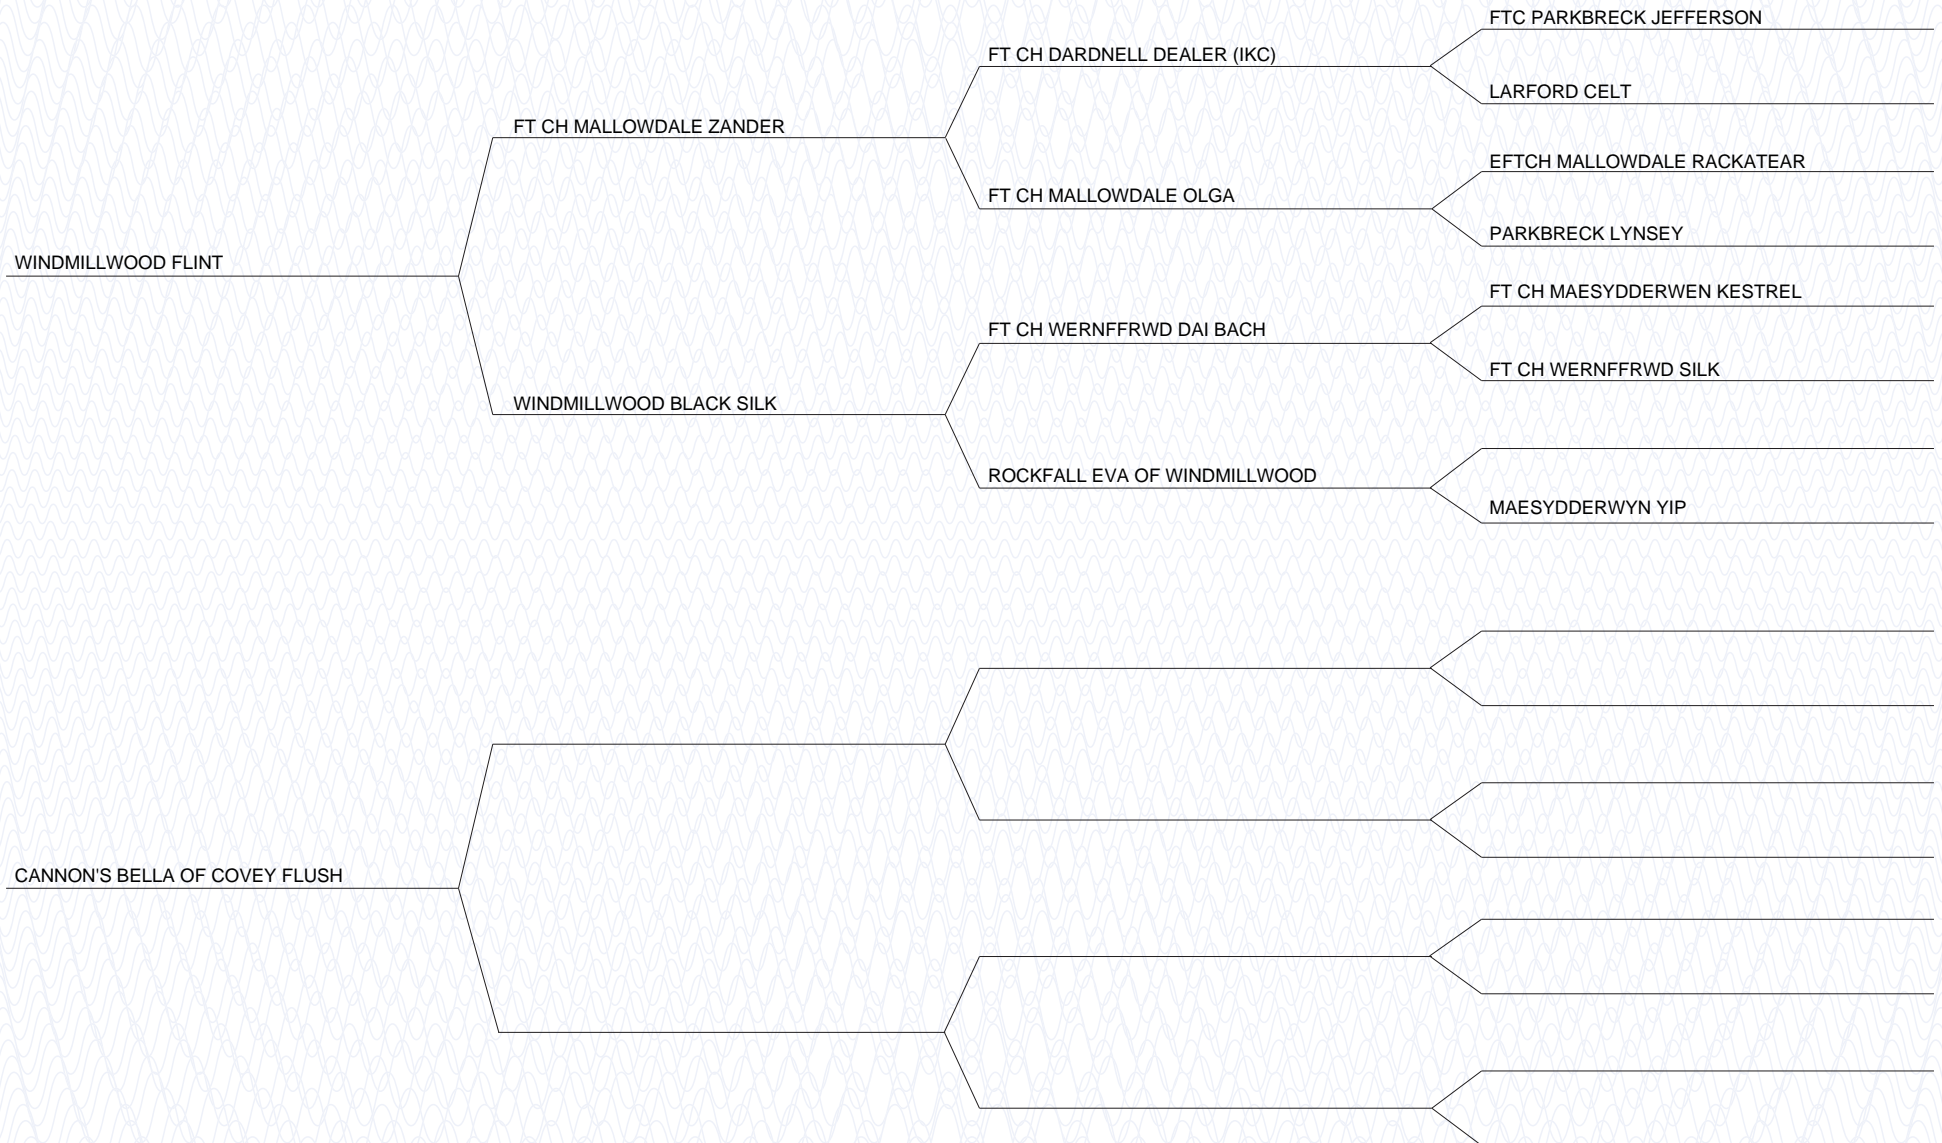 FTC PARKBRECK JEFFERSON
FT CH DARDNELL DEALER (IKC)
LARFORD CELT
FT CH MALLOWDALE ZANDER
EFTCH MALLOWDALE RACKATEAR
FT CH MALLOWDALE OLGA
PARKBRECK LYNSEY
WINDMILLWOOD FLINT
FT CH MAESYDDERWEN KESTREL
FT CH WERNFFRWD DAI BACH
FT CH WERNFFRWD SILK
WINDMILLWOOD BLACK SILK
ROCKFALL EVA OF WINDMILLWOOD
MAESYDDERWYN YIP
CANNON'S BELLA OF COVEY FLUSH